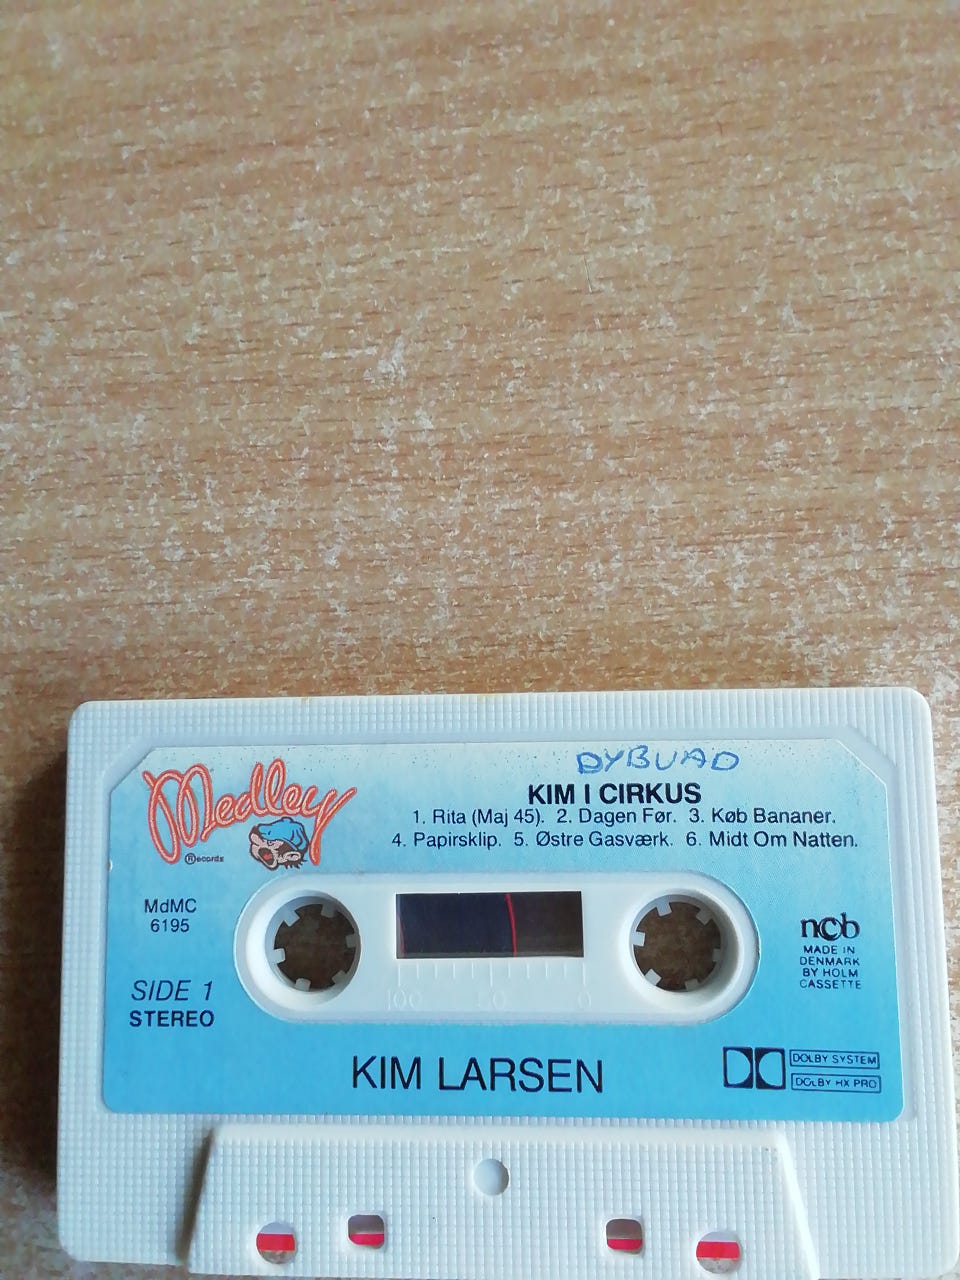 DYBVAD
Medley
Records
KIM I CIRKUS
1. Rita (Maj 45). 2. Dagen Før. 3. Køb Bananer.
4. Papirsklip. 5. Østre Gasværk. 6. Midt Om Natten.
MdMC
6195
SIDE 1
STEREO
100 50 0
ncb
MADE IN
DENMARK
BY HOLM
CASSETTE
KIM LARSEN
DOLBY SYSTEM
DOLBY HX PRO